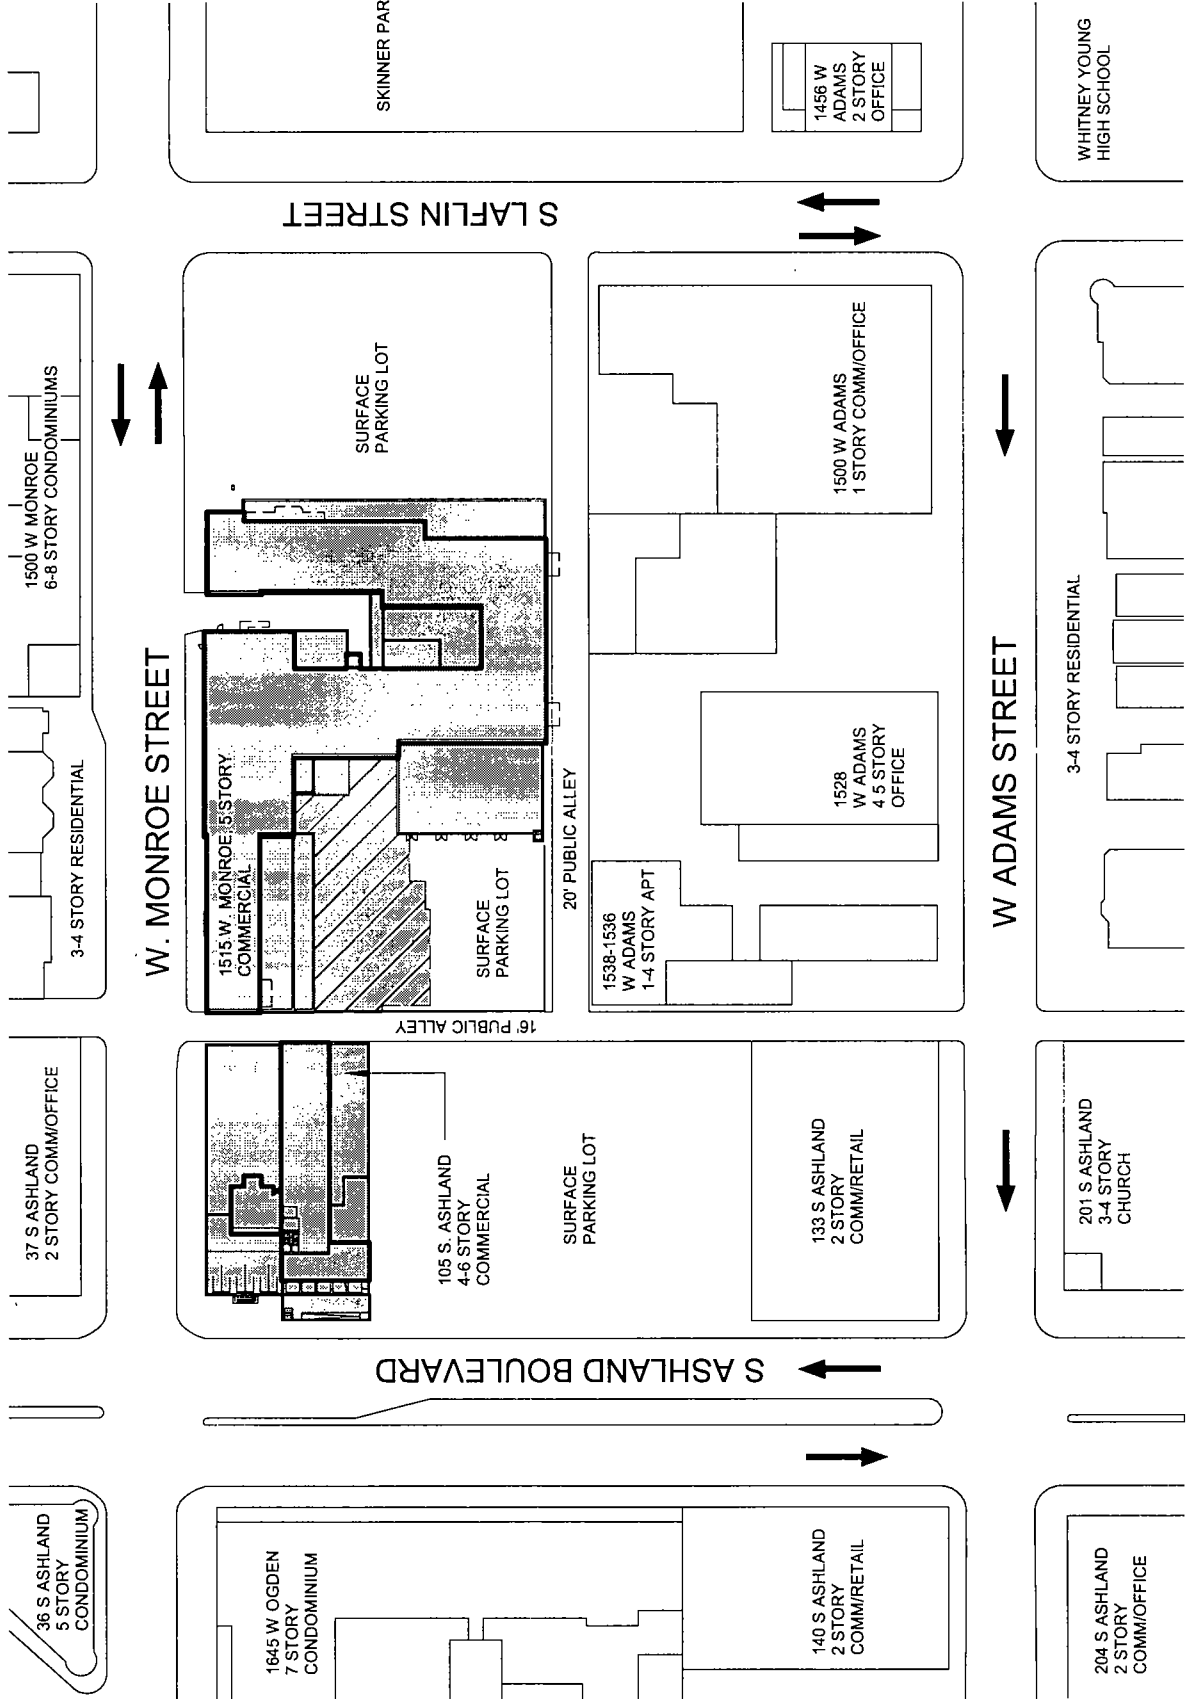 SKINNER PAR
1456 W
ADAMS
2 STORY
OFFICE
WHITNEY YOUNG
HIGH SCHOOL
S LAFLIN STREET
1500 W MONROE
6-8 STORY CONDOMINIUMS
SURFACE
PARKING LOT
1500 W ADAMS
1 STORY COMM/OFFICE
3-4 STORY RESIDENTIAL
W. MONROE STREET
1515 W. MONROE, 5 STORY
COMMERCIAL
SURFACE
PARKING LOT
20' PUBLIC ALLEY
1528
W ADAMS
4 5 STORY
OFFICE
1538-1536
W ADAMS
1-4 STORY APT
W ADAMS STREET
3-4 STORY RESIDENTIAL
16' PUBLIC ALLEY
37 S ASHLAND
2 STORY COMM/OFFICE
105 S. ASHLAND
4-6 STORY
COMMERCIAL
SURFACE
PARKING LOT
133 S ASHLAND
2 STORY
COMM/RETAIL
201 S ASHLAND
3-4 STORY
CHURCH
S ASHLAND BOULEVARD
36 S ASHLAND
5 STORY
CONDOMINIUM
1645 W OGDEN
7 STORY
CONDOMINIUM
140 S ASHLAND
2 STORY
COMM/RETAIL
204 S ASHLAND
2 STORY
COMM/OFFICE